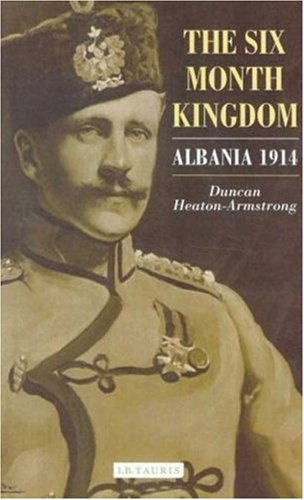 THE SIX
MONTH
KINGDOM
ALBANIA 1914
Duncan
Heaton-Armstrong
I.B.TAURIS